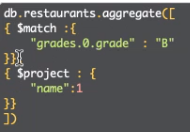 db.restaurants.aggregate([
{ $match :{
"grades.0.grade" : "B"
}}
{ $project : {
"name":1
}}
])